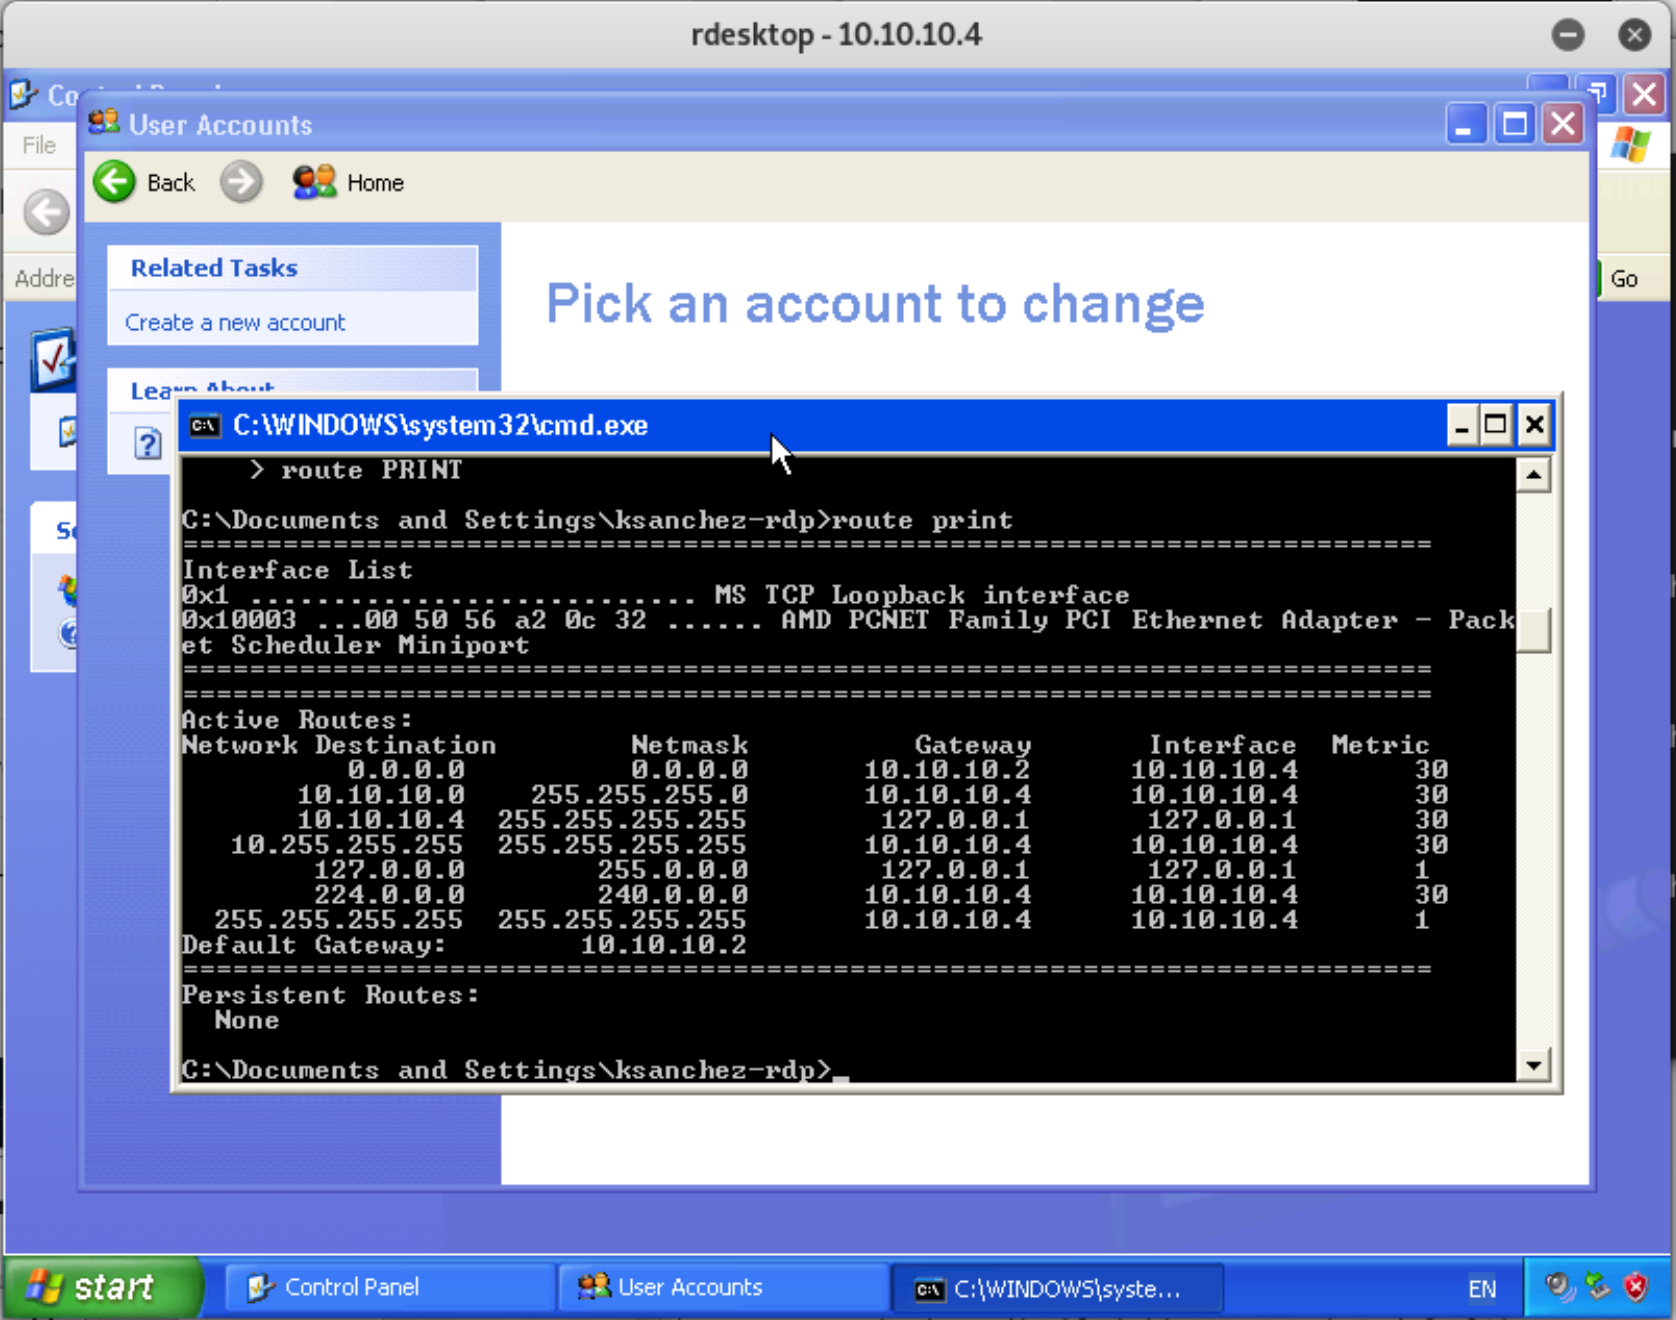 rdesktop - 10.10.10.4
User Accounts
File
Back
Home
Addre
Go
Related Tasks
Create a new account
Pick an account to change
Learn About
C:\WINDOWS\system32\cmd.exe
> route PRINT
C:\Documents and Settings\ksanchez-rdp>route print
===========================================================================
Interface List
0x1 ........................... MS TCP Loopback interface
0x10003 ...00 50 56 a2 0c 32 ...... AMD PCNET Family PCI Ethernet Adapter - Pack
et Scheduler Miniport
===========================================================================
===========================================================================
Active Routes:
Network Destination Netmask Gateway Interface Metric
0.0.0.0 0.0.0.0 10.10.10.2 10.10.10.4 30
10.10.10.0 255.255.255.0 10.10.10.4 10.10.10.4 30
10.10.10.4 255.255.255.255 127.0.0.1 127.0.0.1 30
10.255.255.255 255.255.255.255 10.10.10.4 10.10.10.4 30
127.0.0.0 255.0.0.0 127.0.0.1 127.0.0.1 1
224.0.0.0 240.0.0.0 10.10.10.4 10.10.10.4 30
255.255.255.255 255.255.255.255 10.10.10.4 10.10.10.4 1
Default Gateway: 10.10.10.2
===========================================================================
Persistent Routes:
None
C:\Documents and Settings\ksanchez-rdp>_
start
Control Panel
User Accounts
C:\WINDOWS\syste...
EN